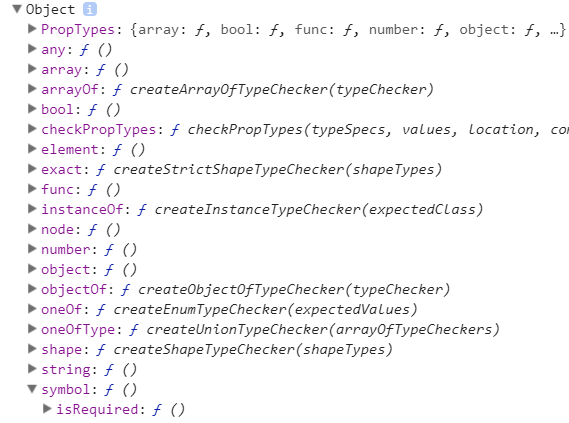 Object i
PropTypes: {array: ƒ, bool: ƒ, func: ƒ, number: ƒ, object: ƒ, …}
any: ƒ ()
array: ƒ ()
arrayOf: ƒ createArrayOfTypeChecker(typeChecker)
bool: ƒ ()
checkPropTypes: ƒ checkPropTypes(typeSpecs, values, location, co
element: ƒ ()
exact: ƒ createStrictShapeTypeChecker(shapeTypes)
func: ƒ ()
instanceOf: ƒ createInstanceTypeChecker(expectedClass)
node: ƒ ()
number: ƒ ()
object: ƒ ()
objectOf: ƒ createObjectOfTypeChecker(typeChecker)
oneOf: ƒ createEnumTypeChecker(expectedValues)
oneOfType: ƒ createUnionTypeChecker(arrayOfTypeCheckers)
shape: ƒ createShapeTypeChecker(shapeTypes)
string: ƒ ()
symbol: ƒ ()
isRequired: ƒ ()